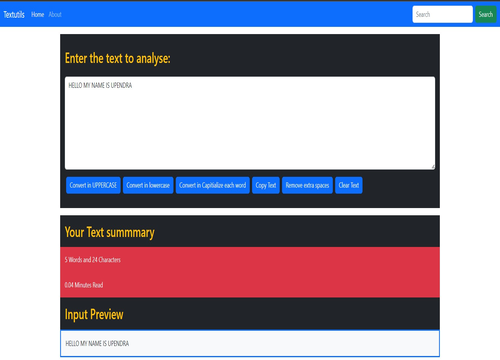 Textutils Home About Search Search
Enter the text to analyse:
HELLO MY NAME IS UPENDRA
Convert in UPPERCASE Convert in lowercase Convert in Capitialize each word Copy Text Remove extra spaces Clear Text
Your Text summmary
5 Words and 24 Characters
0.04 Minutes Read
Input Preview
HELLO MY NAME IS UPENDRA